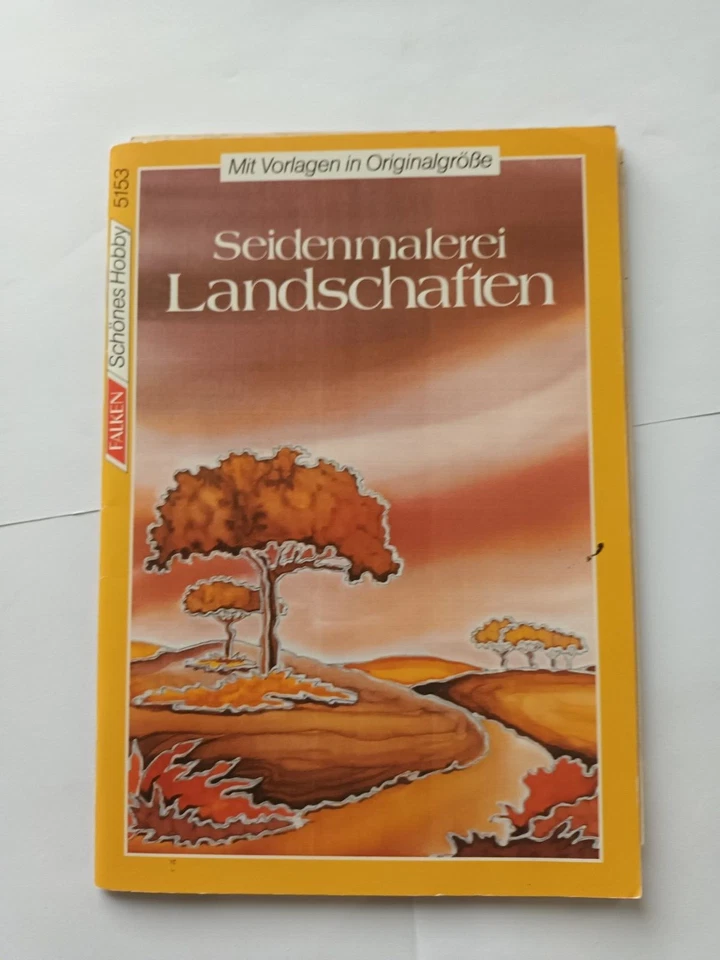 Mit Vorlagen in Originalgröße
Seidenmalerei
Landschaften
FALKEN Schönes Hobby 5153